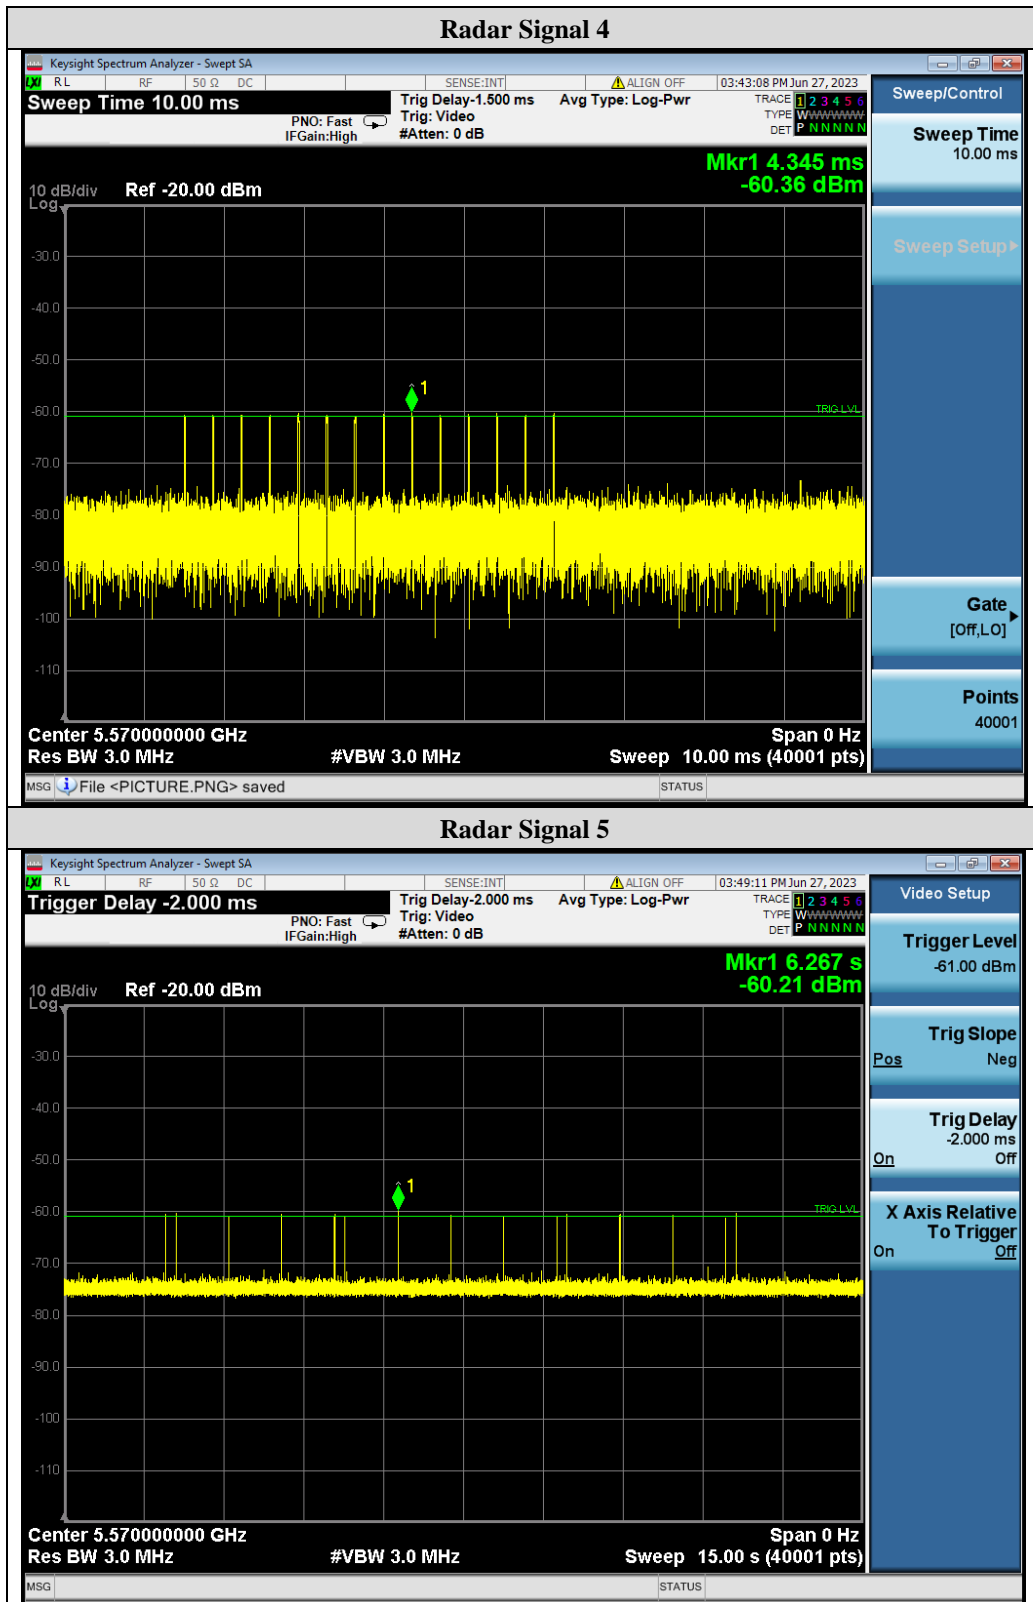 Radar Signal 4
Keysight Spectrum Analyzer - Swept SA
LXI RL RF 50 Ω DC SENSE:INT ALIGN OFF 03:43:08 PM Jun 27, 2023
Sweep Time 10.00 ms
PNO: Fast
IFGain:High
Trig Delay-1.500 ms
Trig: Video
#Atten: 0 dB
Avg Type: Log-Pwr
TRACE 1 2 3 4 5 6
TYPE WWWWWW
DET P N N N N N
Mkr1 4.345 ms
-60.36 dBm
10 dB/div Ref -20.00 dBm
Log
-30.0
-40.0
-50.0
1
-60.0
TRIG LVL
-70.0
-80.0
-90.0
-100
-110
Center 5.570000000 GHz Span 0 Hz
Res BW 3.0 MHz #VBW 3.0 MHz Sweep 10.00 ms (40001 pts)
MSG File <PICTURE.PNG> saved STATUS
Sweep/Control
Sweep Time
10.00 ms
Sweep Setup
Gate
[Off,LO]
Points
40001
Radar Signal 5
Keysight Spectrum Analyzer - Swept SA
LXI RL RF 50 Ω DC SENSE:INT ALIGN OFF 03:49:11 PM Jun 27, 2023
Trigger Delay -2.000 ms
PNO: Fast
IFGain:High
Trig Delay-2.000 ms
Trig: Video
#Atten: 0 dB
Avg Type: Log-Pwr
TRACE 1 2 3 4 5 6
TYPE WWWWWW
DET P N N N N N
Mkr1 6.267 s
-60.21 dBm
10 dB/div Ref -20.00 dBm
Log
-30.0
-40.0
-50.0
1
-60.0
TRIG LVL
-70.0
-80.0
-90.0
-100
-110
Center 5.570000000 GHz Span 0 Hz
Res BW 3.0 MHz #VBW 3.0 MHz Sweep 15.00 s (40001 pts)
MSG STATUS
Video Setup
Trigger Level
-61.00 dBm
Trig Slope
Pos Neg
Trig Delay
-2.000 ms
On Off
X Axis Relative
To Trigger
On Off